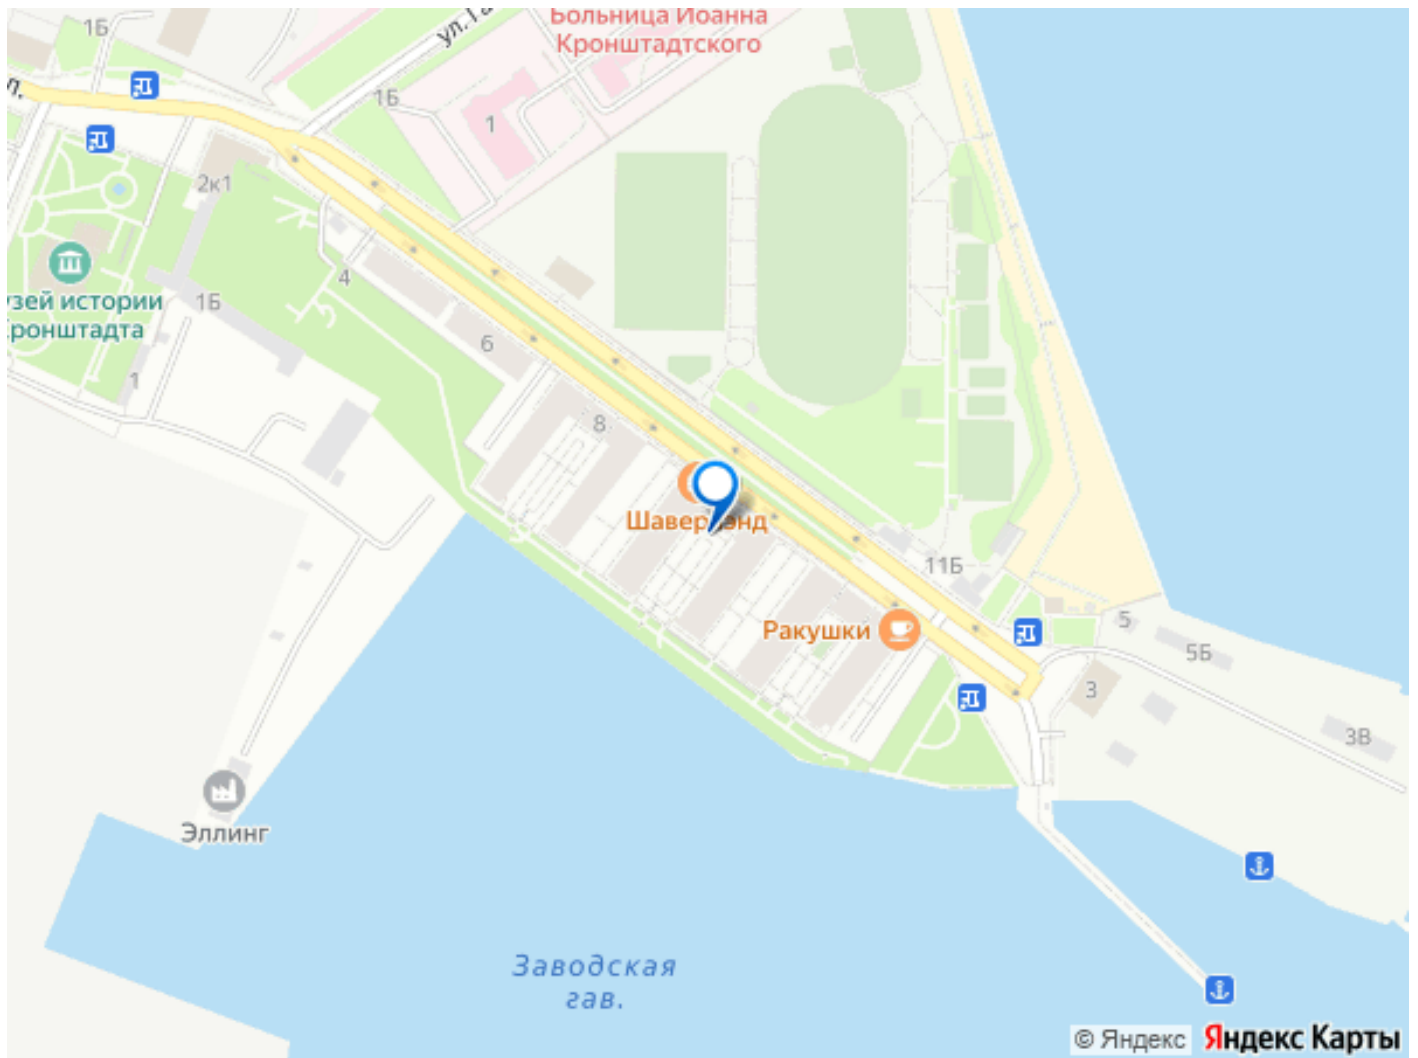 Больница Иоанна
Кронштадтского
ул. Га
1Б
л.
1Б
1
2к1
узей истории
ронштадта
4
1Б
6
1
8
Шавер
энд
11Б
Ракушки
5
5Б
3
3В
Эллинг
Заводская
гав.
© Яндекс
Яндекс Карты